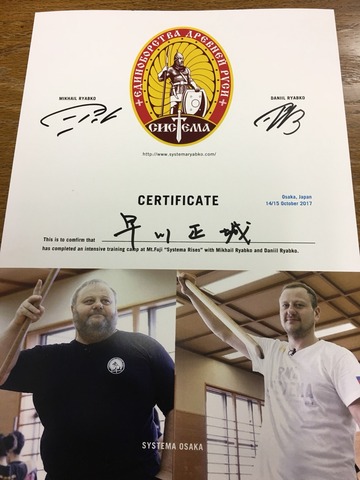 ЕДИНОБОРСТВА ДРЕВНЕЙ РУСИ
СИСТЕМА
MIKHAIL RYABKO
DANIIL RYABKO
http://www.systemaryabko.com/
CERTIFICATE
Osaka, Japan
14/15 October 2017
早川正城
This is to confirm that
has completed an intensive training camp at Mt.Fuji "Systema Rises" with Mikhail Ryabko and Daniil Ryabko.
SYSTEMA OSAKA